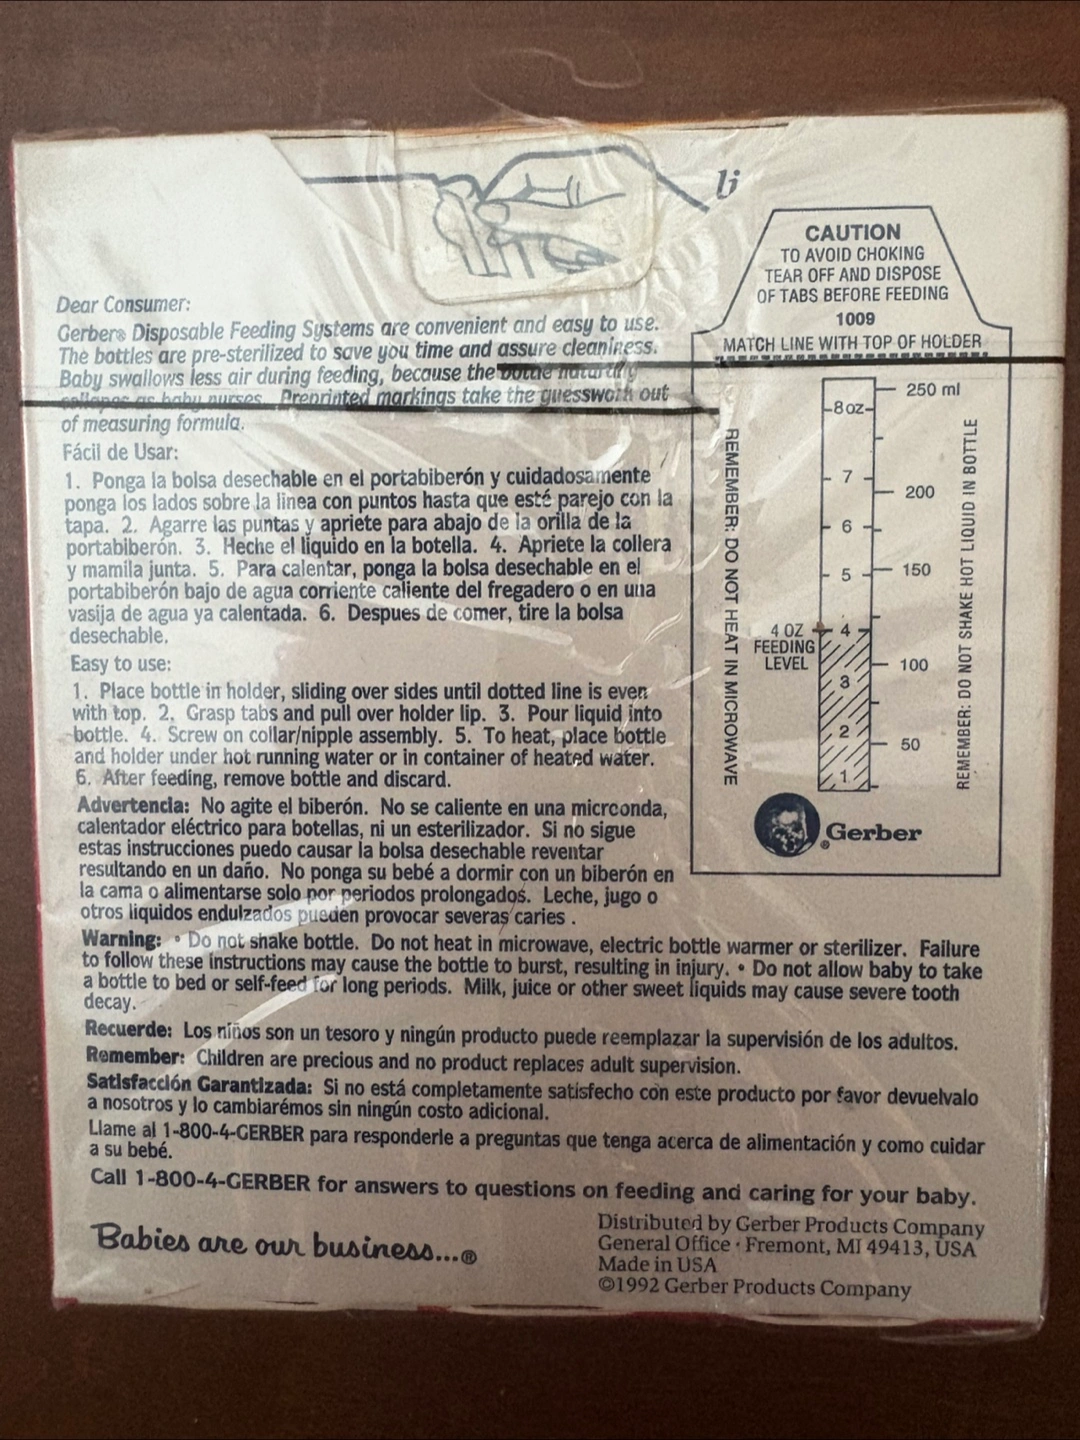 Dear Consumer:
Gerber® Disposable Feeding Systems are convenient and easy to use.
The bottles are pre-sterilized to save you time and assure cleanliness.
Baby swallows less air during feeding, because the bottle naturally
collapses as baby nurses. Preprinted markings take the guesswork out
of measuring formula.
Fácil de Usar:
1. Ponga la bolsa desechable en el portabiberón y cuidadosamente
ponga los lados sobre la linea con puntos hasta que esté parejo con la
tapa. 2. Agarre las puntas y apriete para abajo de la orilla de la
portabiberón. 3. Heche el liquido en la botella. 4. Apriete la collera
y mamila junta. 5. Para calentar, ponga la bolsa desechable en el
portabiberón bajo de agua corriente caliente del fregadero o en una
vasija de agua ya calentada. 6. Despues de comer, tire la bolsa
desechable.
Easy to use:
1. Place bottle in holder, sliding over sides until dotted line is even
with top. 2. Grasp tabs and pull over holder lip. 3. Pour liquid into
bottle. 4. Screw on collar/nipple assembly. 5. To heat, place bottle
and holder under hot running water or in container of heated water.
6. After feeding, remove bottle and discard.
Advertencia: No agite el biberón. No se caliente en una microonda,
calentador eléctrico para botellas, ni un esterilizador. Si no sigue
estas instrucciones puedo causar la bolsa desechable reventar
resultando en un daño. No ponga su bebé a dormir con un biberón en
la cama o alimentarse solo por periodos prolongados. Leche, jugo o
otros liquidos endulzados pueden provocar severas caries .
Warning: • Do not shake bottle. Do not heat in microwave, electric bottle warmer or sterilizer. Failure
to follow these instructions may cause the bottle to burst, resulting in injury. • Do not allow baby to take
a bottle to bed or self-feed for long periods. Milk, juice or other sweet liquids may cause severe tooth
decay.
Recuerde: Los niños son un tesoro y ningún producto puede reemplazar la supervisión de los adultos.
Remember: Children are precious and no product replaces adult supervision.
Satisfacción Garantizada: Si no está completamente satisfecho con este producto por favor devuelvalo
a nosotros y lo cambiarémos sin ningún costo adicional.
Llame al 1-800-4-GERBER para responderle a preguntas que tenga acerca de alimentación y como cuidar
a su bebé.
Call 1-800-4-GERBER for answers to questions on feeding and caring for your baby.
Babies are our business...®
Distributed by Gerber Products Company
General Office · Fremont, MI 49413, USA
Made in USA
©1992 Gerber Products Company
CAUTION
TO AVOID CHOKING
TEAR OFF AND DISPOSE
OF TABS BEFORE FEEDING
1009
MATCH LINE WITH TOP OF HOLDER
REMEMBER: DO NOT HEAT IN MICROWAVE
8 oz
7
6
5
4
3
2
1
4 OZ
FEEDING
LEVEL
250 ml
200
150
100
50
REMEMBER: DO NOT SHAKE HOT LIQUID IN BOTTLE
Gerber®